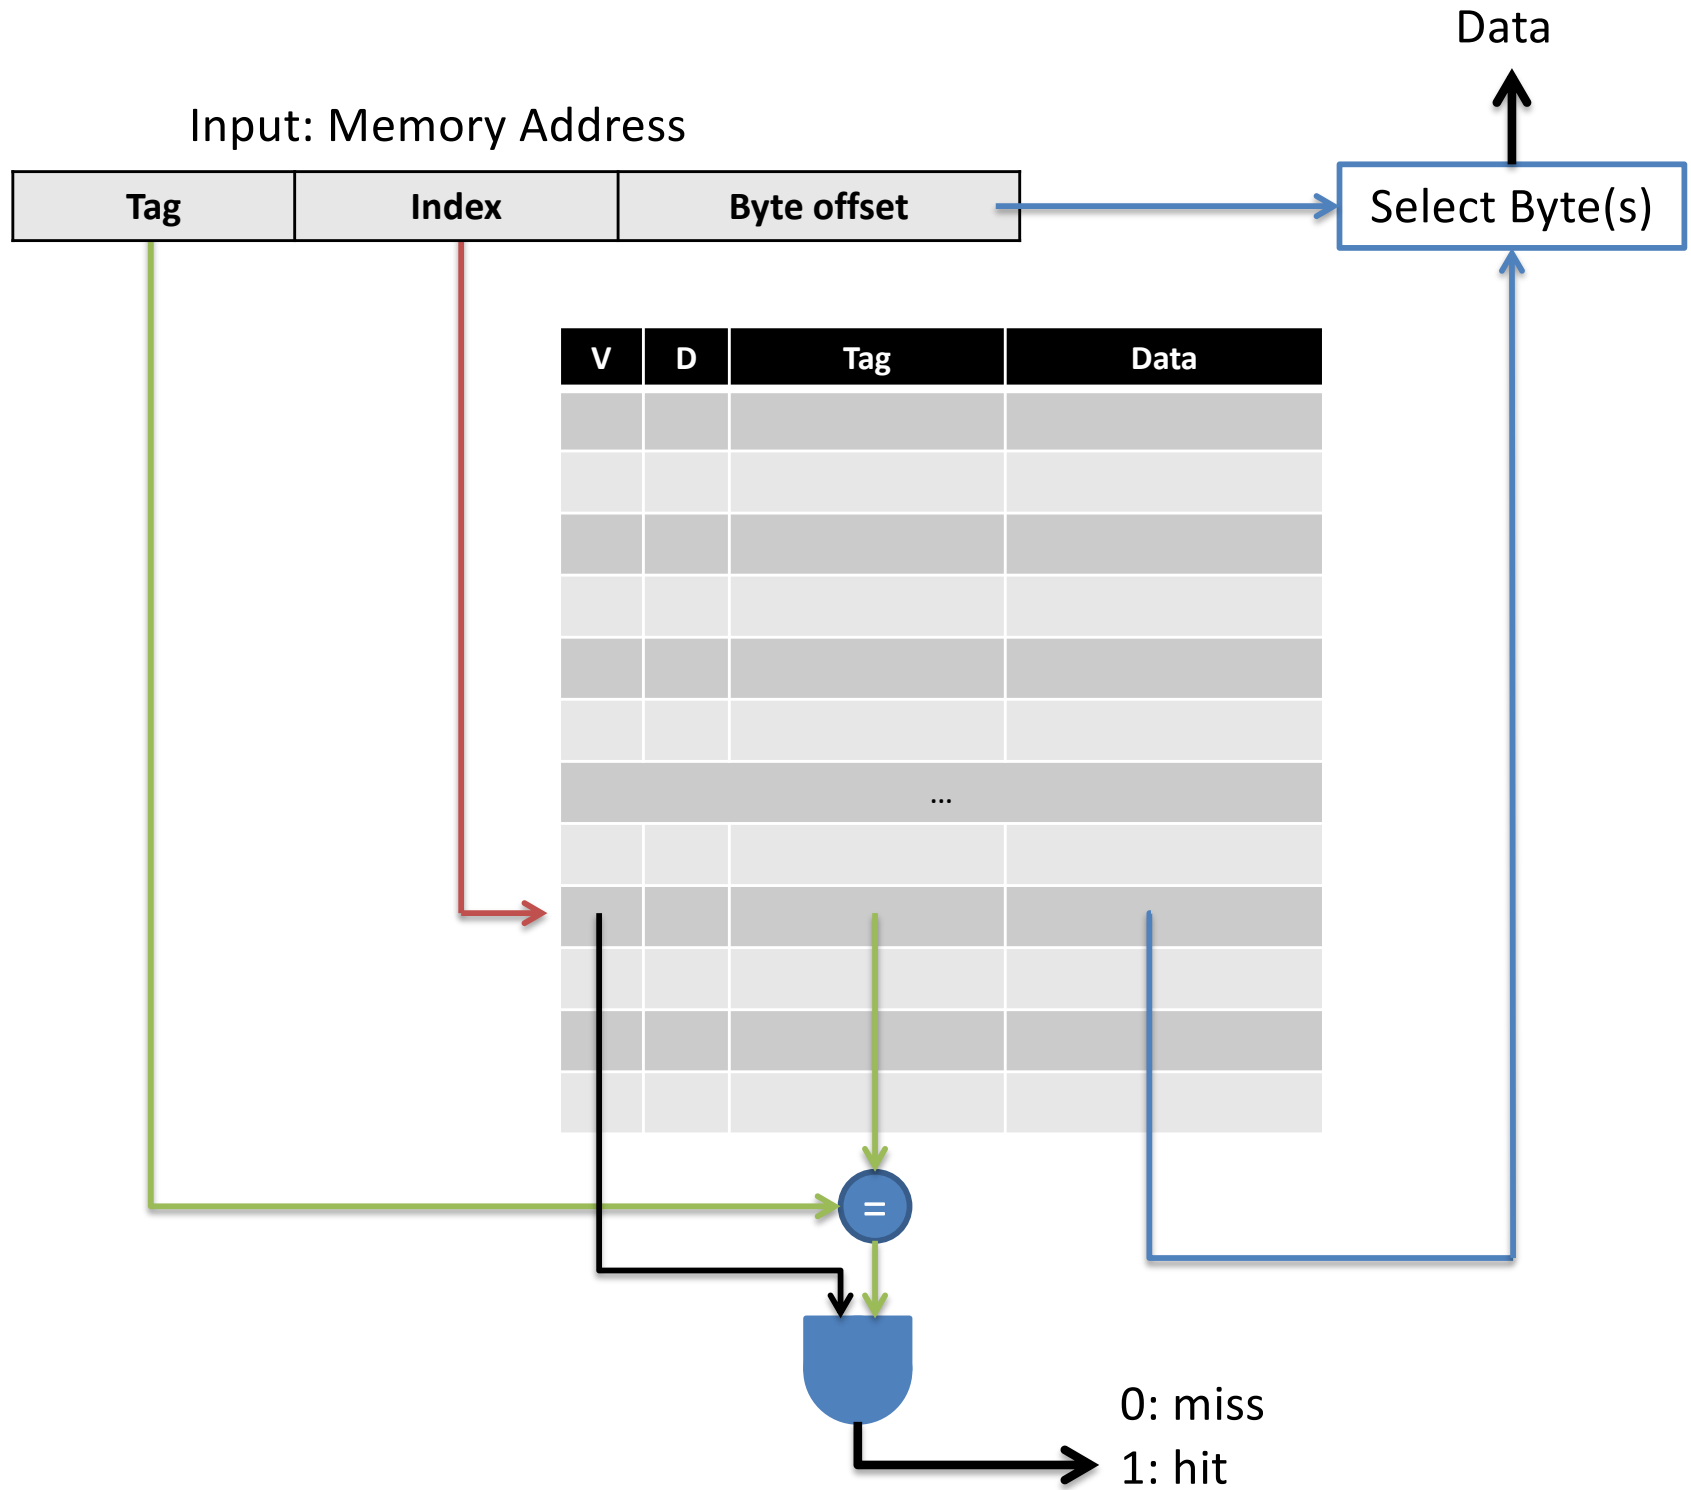 Data
Input: Memory Address
Tag Index Byte offset
Select Byte(s)
V D Tag Data
...
=
0: miss
1: hit